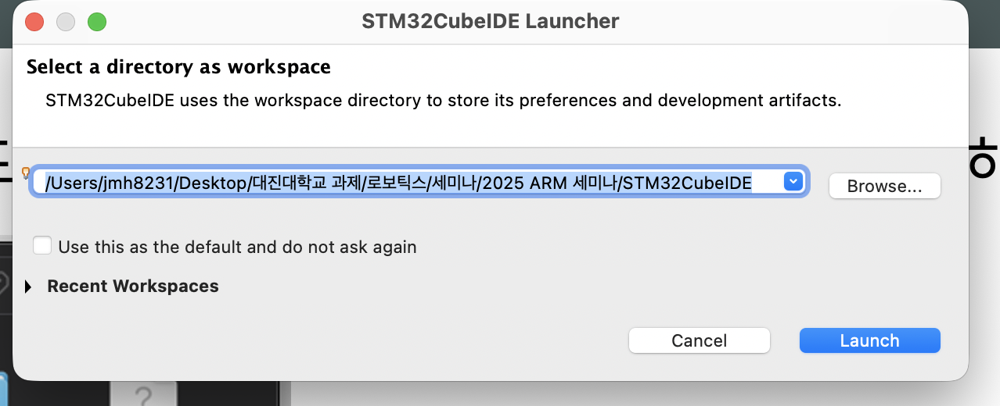 STM32CubeIDE Launcher
Select a directory as workspace
STM32CubeIDE uses the workspace directory to store its preferences and development artifacts.
/Users/jmh8231/Desktop/대진대학교 과제/로보틱스/세미나/2025 ARM 세미나/STM32CubeIDE
Browse...
Use this as the default and do not ask again
Recent Workspaces
Cancel
Launch